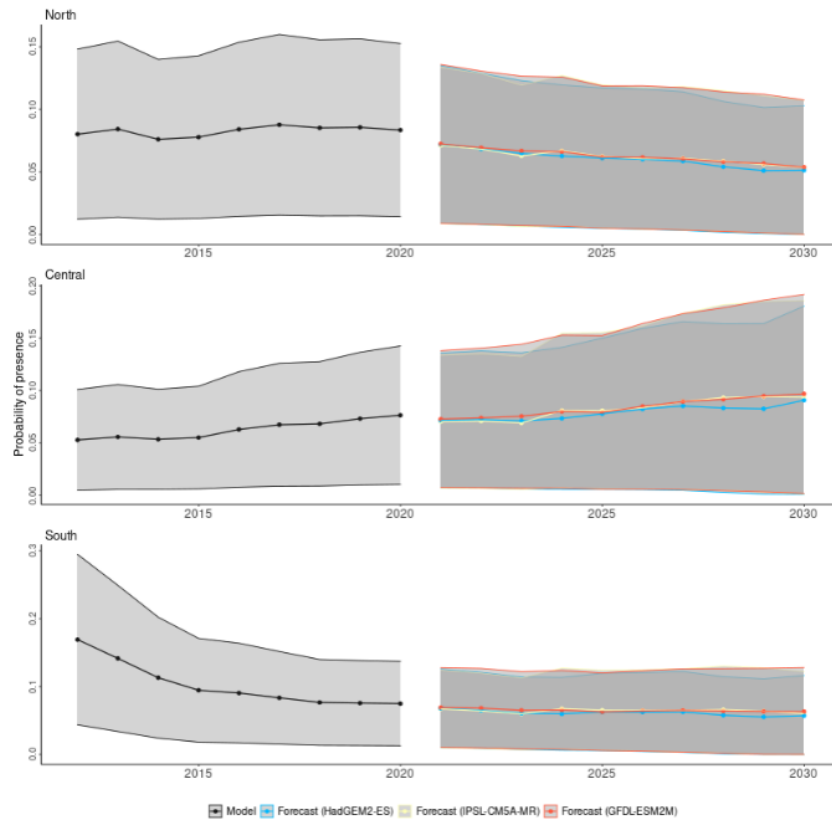 North
0.15
0.10
0.05
0.00
2015 2020 2025 2030
Central
0.20
0.15
0.10
0.05
0.00
Probability of presence
2015 2020 2025 2030
South
0.3
0.2
0.1
0.0
2015 2020 2025 2030
Model Forecast (HadGEM2-ES) Forecast (IPSL-CM5A-MR) Forecast (GFDL-ESM2M)